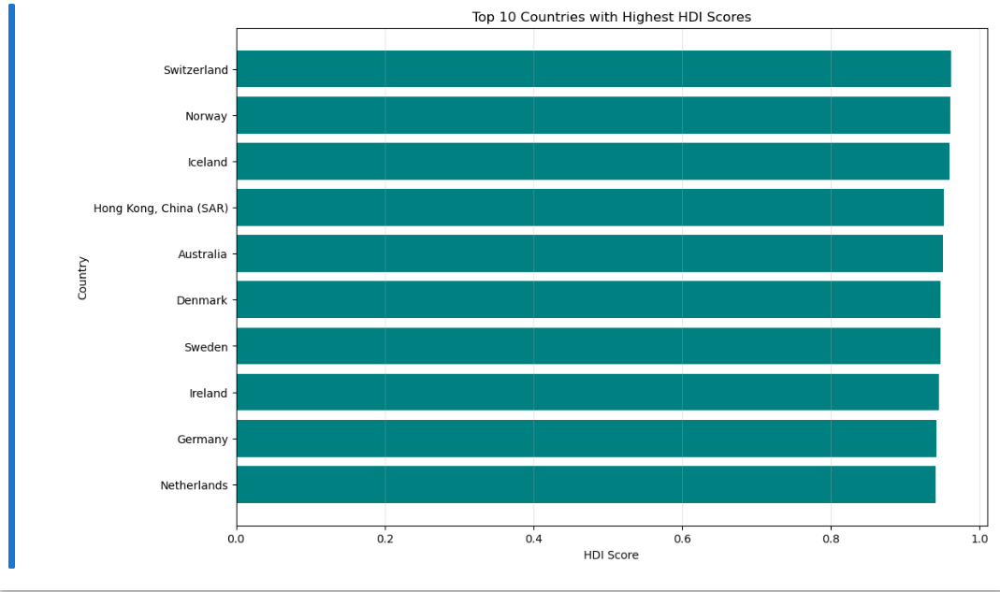 Top 10 Countries with Highest HDI Scores
Switzerland
Norway
Iceland
Hong Kong, China (SAR)
Australia
Country
Denmark
Sweden
Ireland
Germany
Netherlands
0.0 0.2 0.4 0.6 0.8 1.0
HDI Score